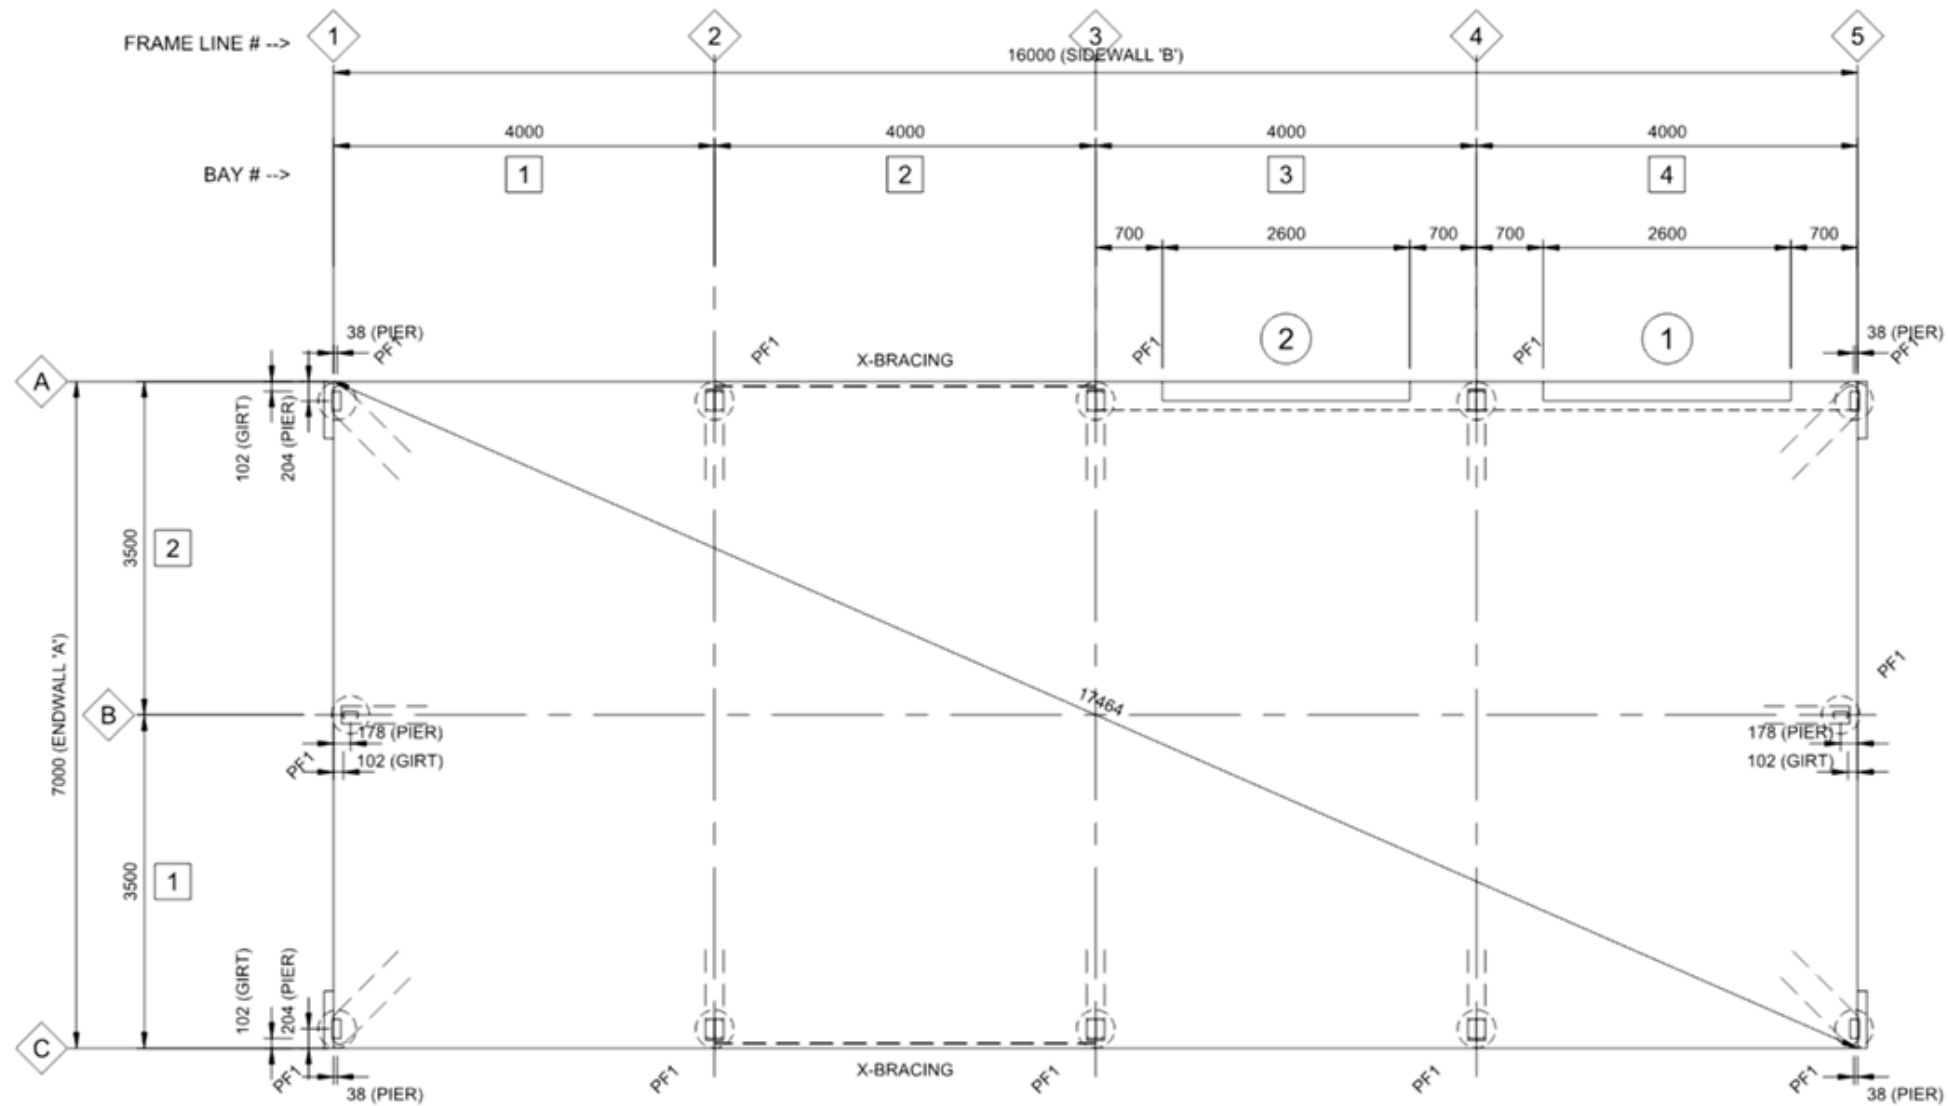 FRAME LINE # -->
1
2
3
4
5
16000 (SIDEWALL 'B')
4000
4000
4000
4000
BAY # -->
1
2
3
4
700
2600
700
700
2600
700
2
1
38 (PIER)
PF1
PF1
X-BRACING
PF1
PF1
38 (PIER)
PF1
A
102 (GIRT)
204 (PIER)
3500
2
7000 (ENDWALL 'A')
PF1
17464
B
178 (PIER)
102 (GIRT)
PF1
178 (PIER)
102 (GIRT)
3500
1
102 (GIRT)
204 (PIER)
C
PF1
38 (PIER)
PF1
X-BRACING
PF1
PF1
PF1
38 (PIER)